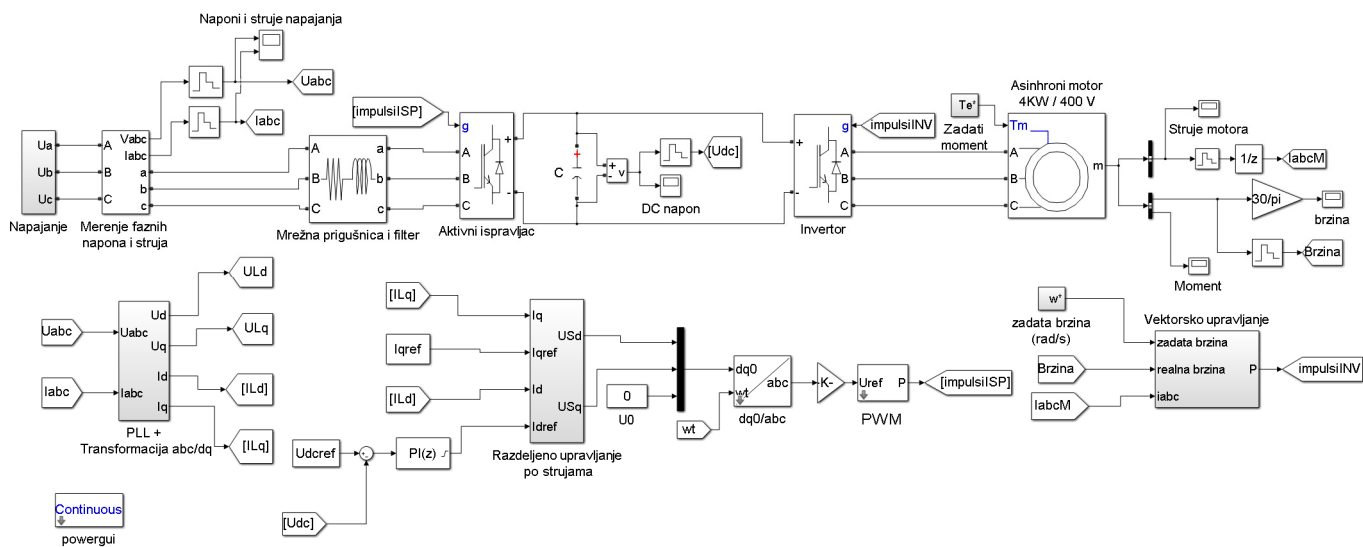 Naponi i struje napajanja
Uabc
Iabc
Ua
Ub
Uc
Napajanje
A
B
C
Vabc
Iabc
a
b
c
Merenje faznih
napona i struja
A
B
C
a
b
c
Mrežna prigušnica i filter
[impulsiISP]
g
A
B
C
+
-
Aktivni ispravljac
+
C
+
-
v
[Udc]
DC napon
g
+
-
A
B
C
Invertor
impulsiINV
Te*
Zadati
moment
Asinhroni motor
4KW / 400 V
Tm
A
B
C
m
Struje motora
1/z
IabcM
30/pi
brzina
Brzina
Moment
Uabc
Iabc
Uabc
Iabc
Ud
Uq
Id
Iq
PLL +
Transformacija abc/dq
ULd
ULq
[ILd]
[ILq]
Continuous
powergui
[ILq]
Iqref
[ILd]
Udcref
[Udc]
+
-
PI(z)
Iq
Iqref
Id
Idref
USd
USq
Razdeljeno upravljanje
po strujama
0
U0
wt
dq0
wt
abc
dq0/abc
K-
Uref
P
PWM
[impulsiISP]
w*
zadata brzina
(rad/s)
Brzina
IabcM
Vektorsko upravljanje
zadata brzina
realna brzina
iabc
P
impulsiINV